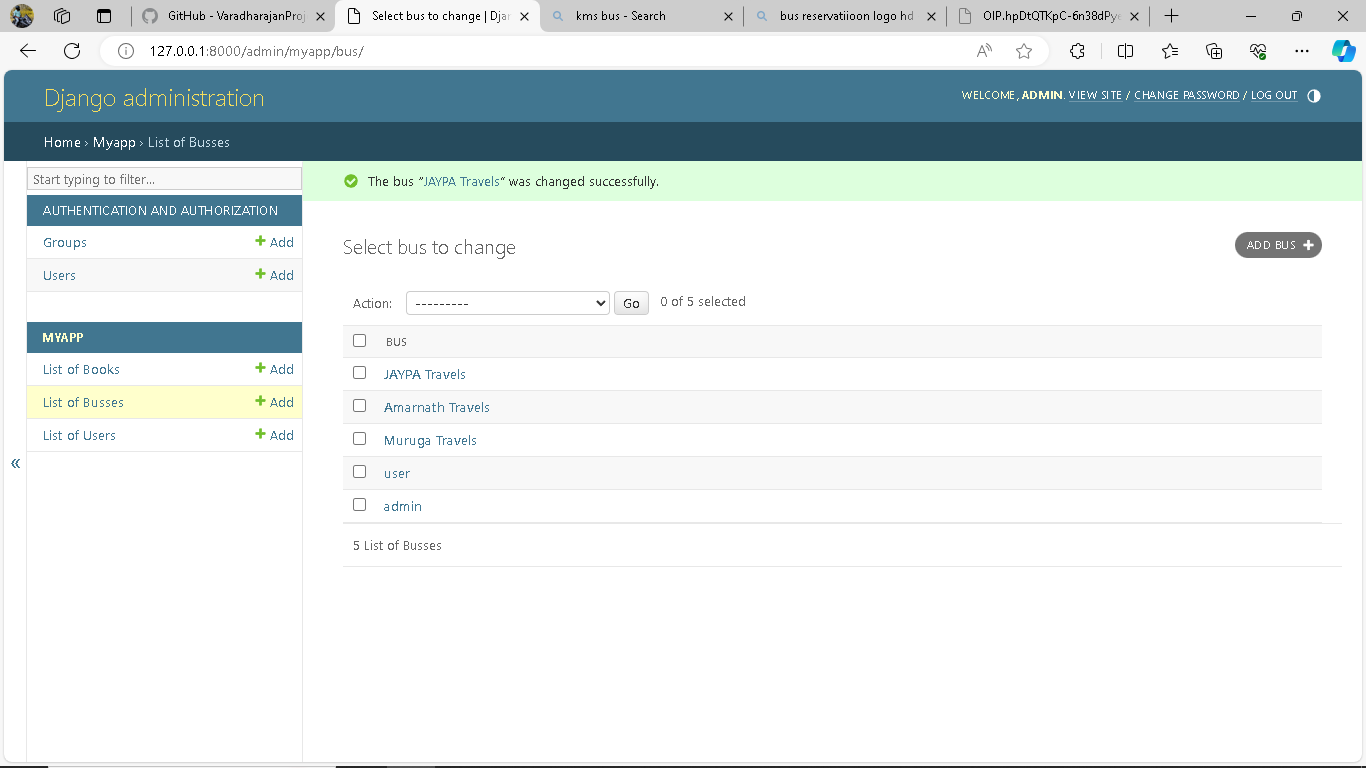 GitHub - VaradharajanProj
Select bus to change | Djan
kms bus - Search
bus reservatiioon logo hd
OIP.hpDtQTKpC-6n38dPy
127.0.0.1:8000/admin/myapp/bus/
Django administration
WELCOME, ADMIN. VIEW SITE / CHANGE PASSWORD / LOG OUT
Home › Myapp › List of Busses
Start typing to filter...
The bus “JAYPA Travels” was changed successfully.
AUTHENTICATION AND AUTHORIZATION
Groups + Add
Users + Add
MYAPP
List of Books + Add
List of Busses + Add
List of Users + Add
«
Select bus to change
ADD BUS +
Action: --------- Go 0 of 5 selected
BUS
JAYPA Travels
Amarnath Travels
Muruga Travels
user
admin
5 List of Busses